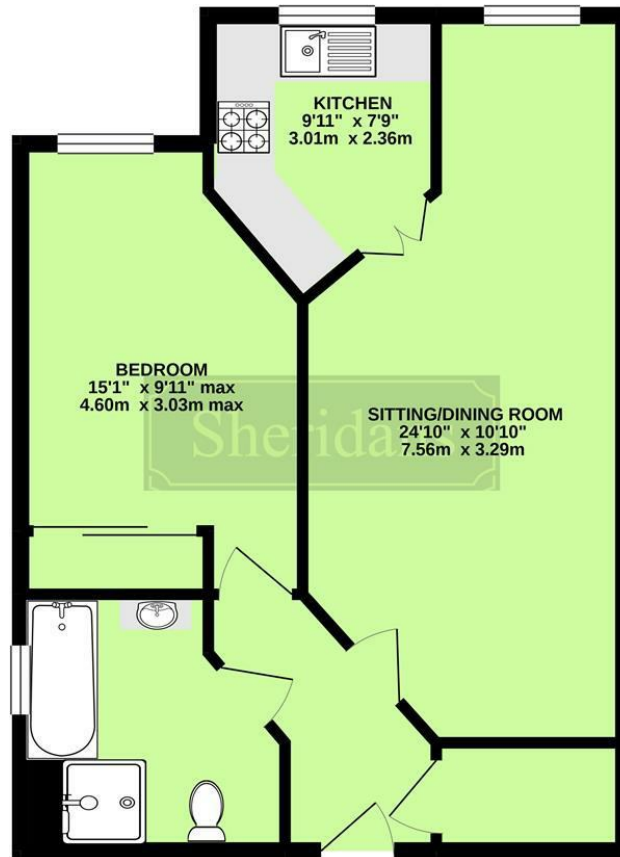 KITCHEN
9'11" x 7'9"
3.01m x 2.36m
BEDROOM
15'1" x 9'11" max
4.60m x 3.03m max
SITTING/DINING ROOM
24'10" x 10'10"
7.56m x 3.29m